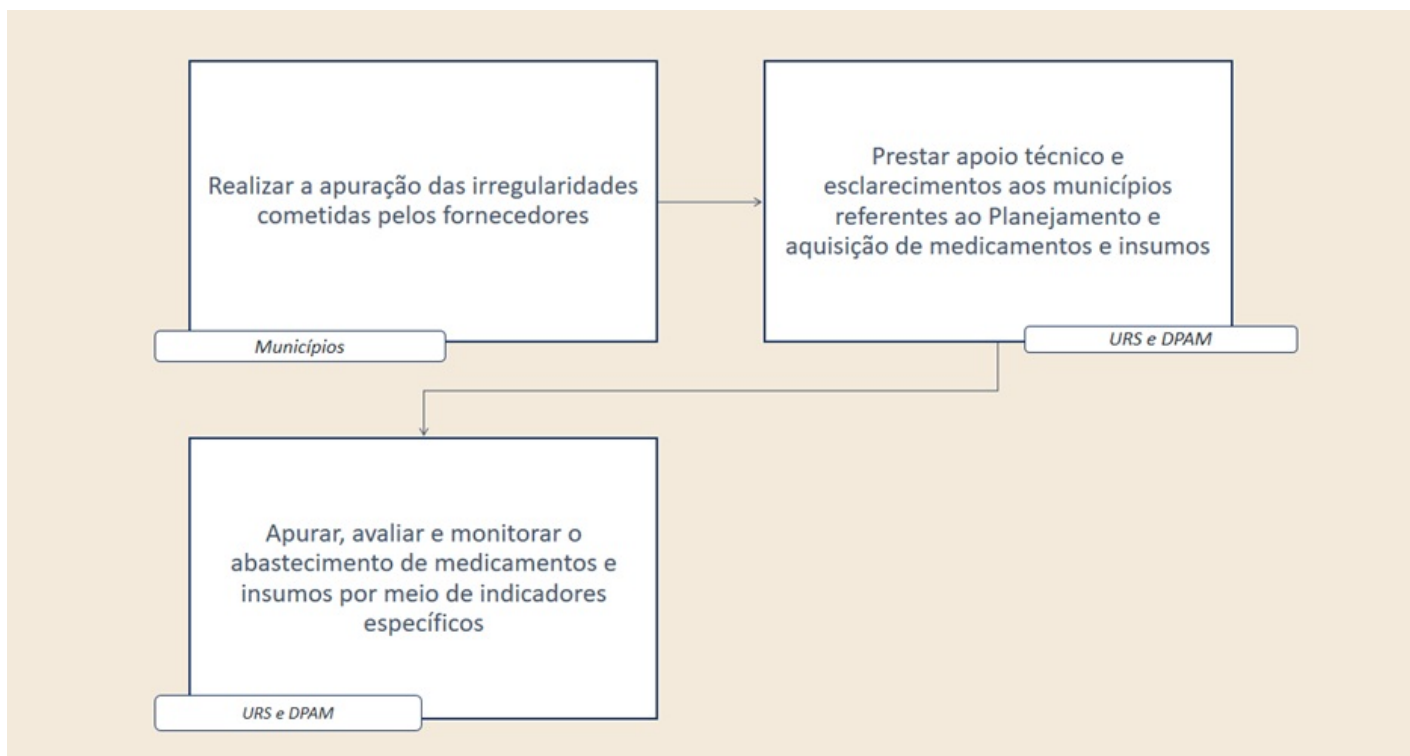 Realizar a apuração das irregularidades
cometidas pelos fornecedores
Municípios
Prestar apoio técnico e
esclarecimentos aos municípios
referentes ao Planejamento e
aquisição de medicamentos e insumos
URS e DPAM
Apurar, avaliar e monitorar o
abastecimento de medicamentos e
insumos por meio de indicadores
específicos
URS e DPAM